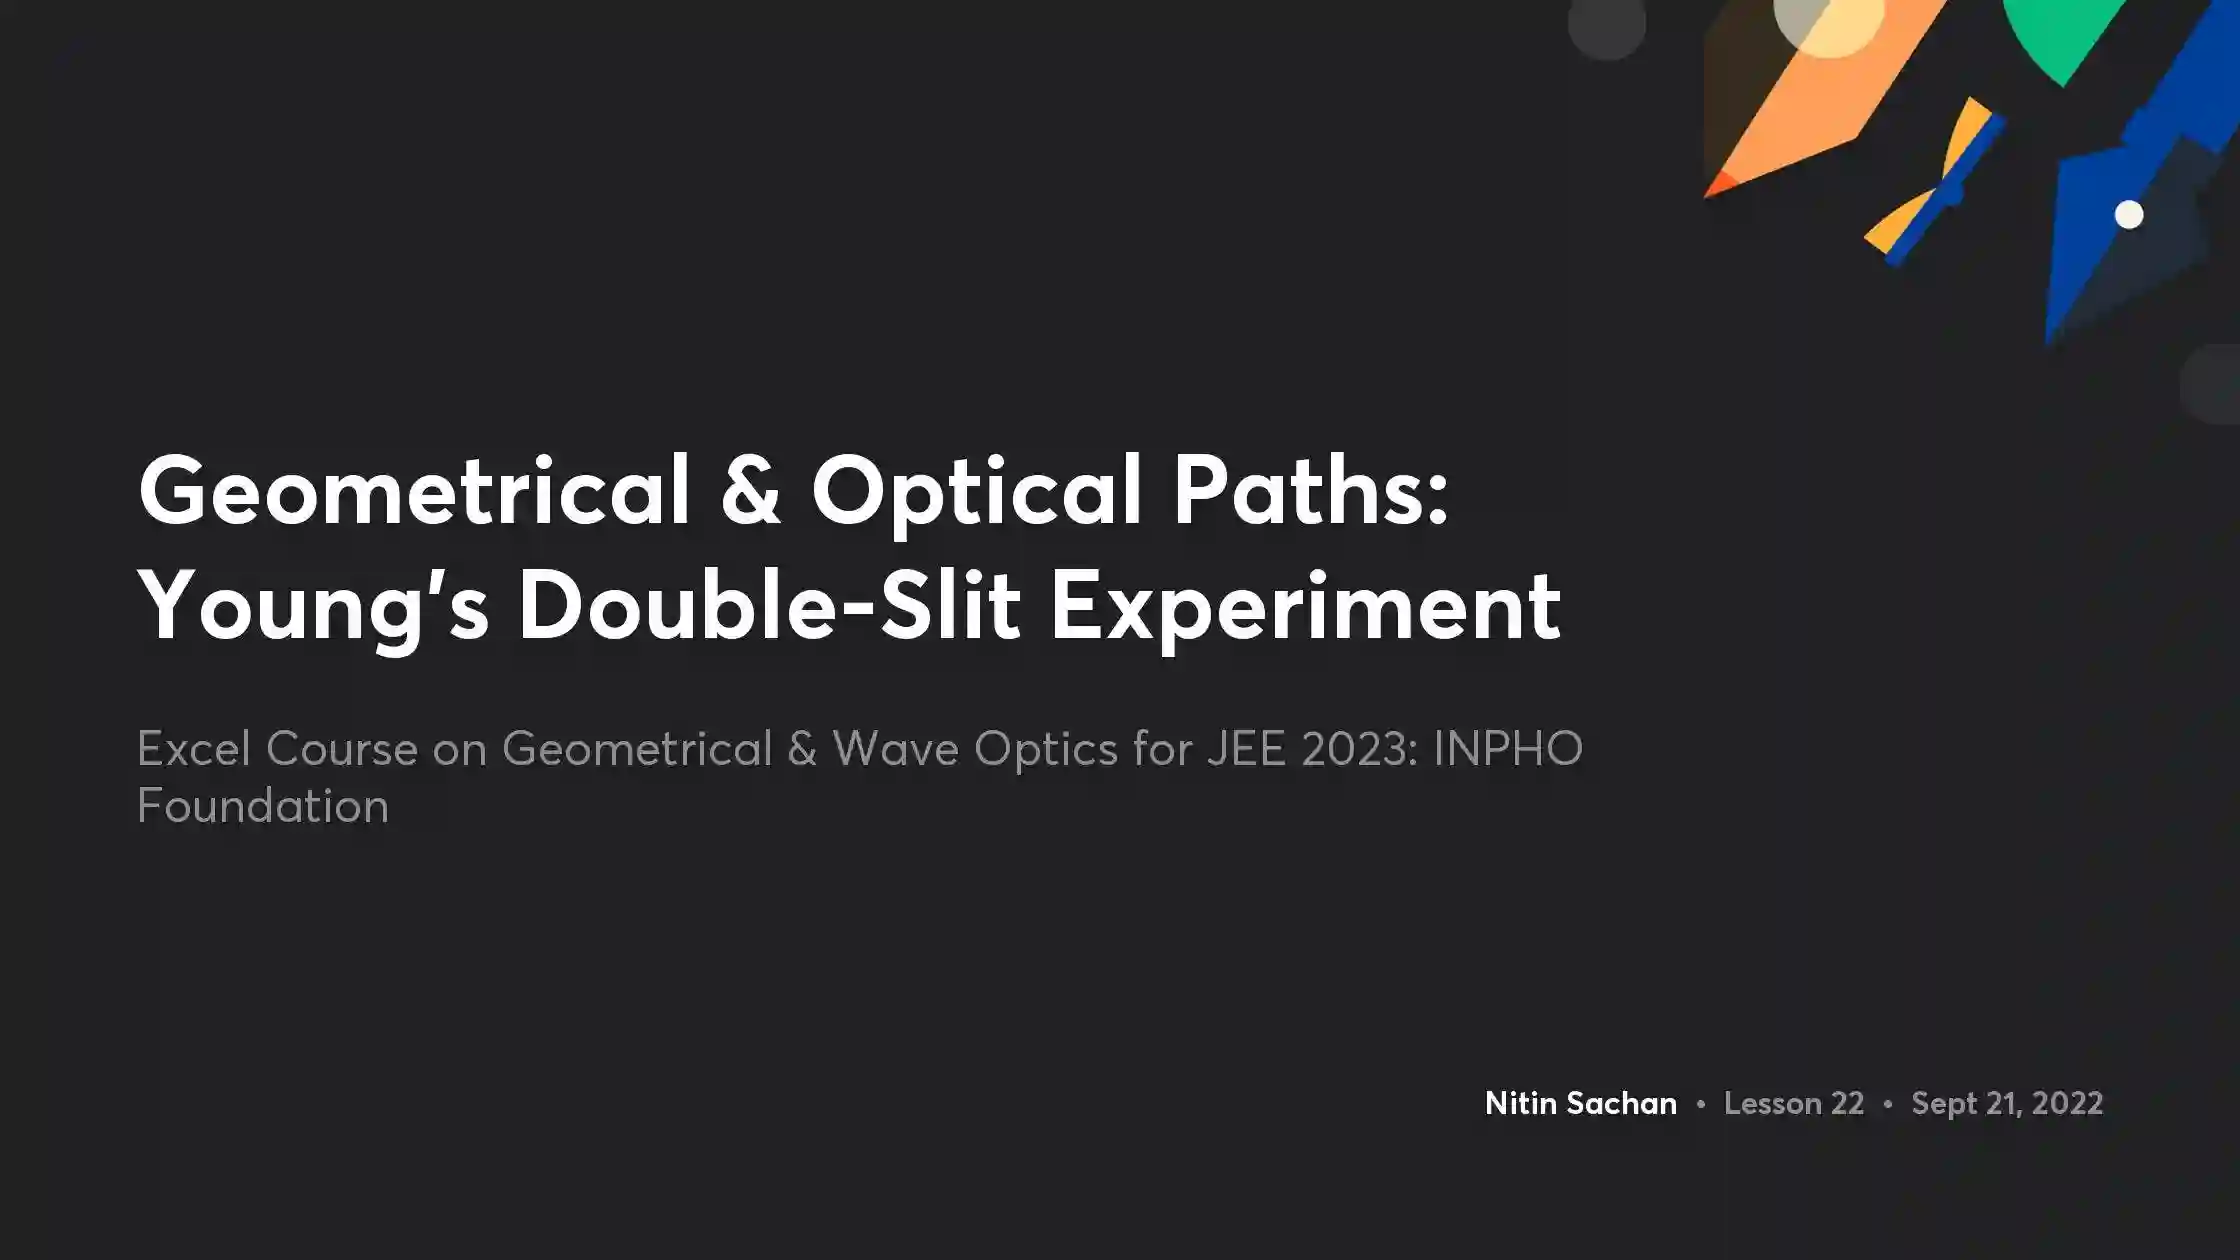 Geometrical & Optical Paths:
Young's Double-Slit Experiment
Excel Course on Geometrical & Wave Optics for JEE 2023: INPHO
Foundation
Nitin Sachan • Lesson 22 • Sept 21, 2022